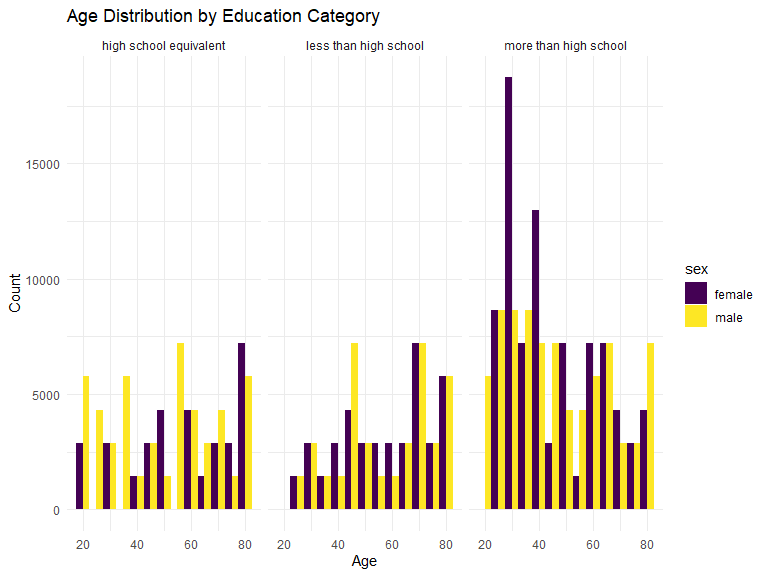 Age Distribution by Education Category
high school equivalent less than high school more than high school
15000
10000
5000
0
Count
20 40 60 80 20 40 60 80 20 40 60 80
Age
sex
female
male